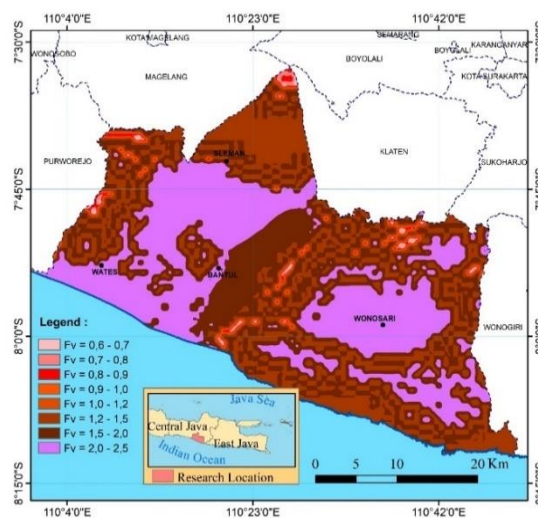 110°4'0"E
110°23'0"E
110°42'0"E
7°30'0"S
KOTA MAGELANG
SEMARANG
KARANGANYAR
WONOSOBO
BOYOLALI
MAGELANG
BOYOLALI
KOTA SURAKARTA
PURWOREJO
SLEMAN
KLATEN
SUKOHARJO
7°45'0"S
WATES
BANTUL
WONOSARI
WONOGIRI
8°0'0"S
Legend :
Fv = 0,6 - 0,7
Fv = 0,7 - 0,8
Fv = 0,8 - 0,9
Fv = 0,9 - 1,0
Fv = 1,0 - 1,2
Fv = 1,2 - 1,5
Fv = 1,5 - 2,0
Fv = 2,0 - 2,5
Java Sea
Central Java
East Java
Indian Ocean
Research Location
0 5 10 20 Km
8°15'0"S
110°4'0"E
110°23'0"E
110°42'0"E